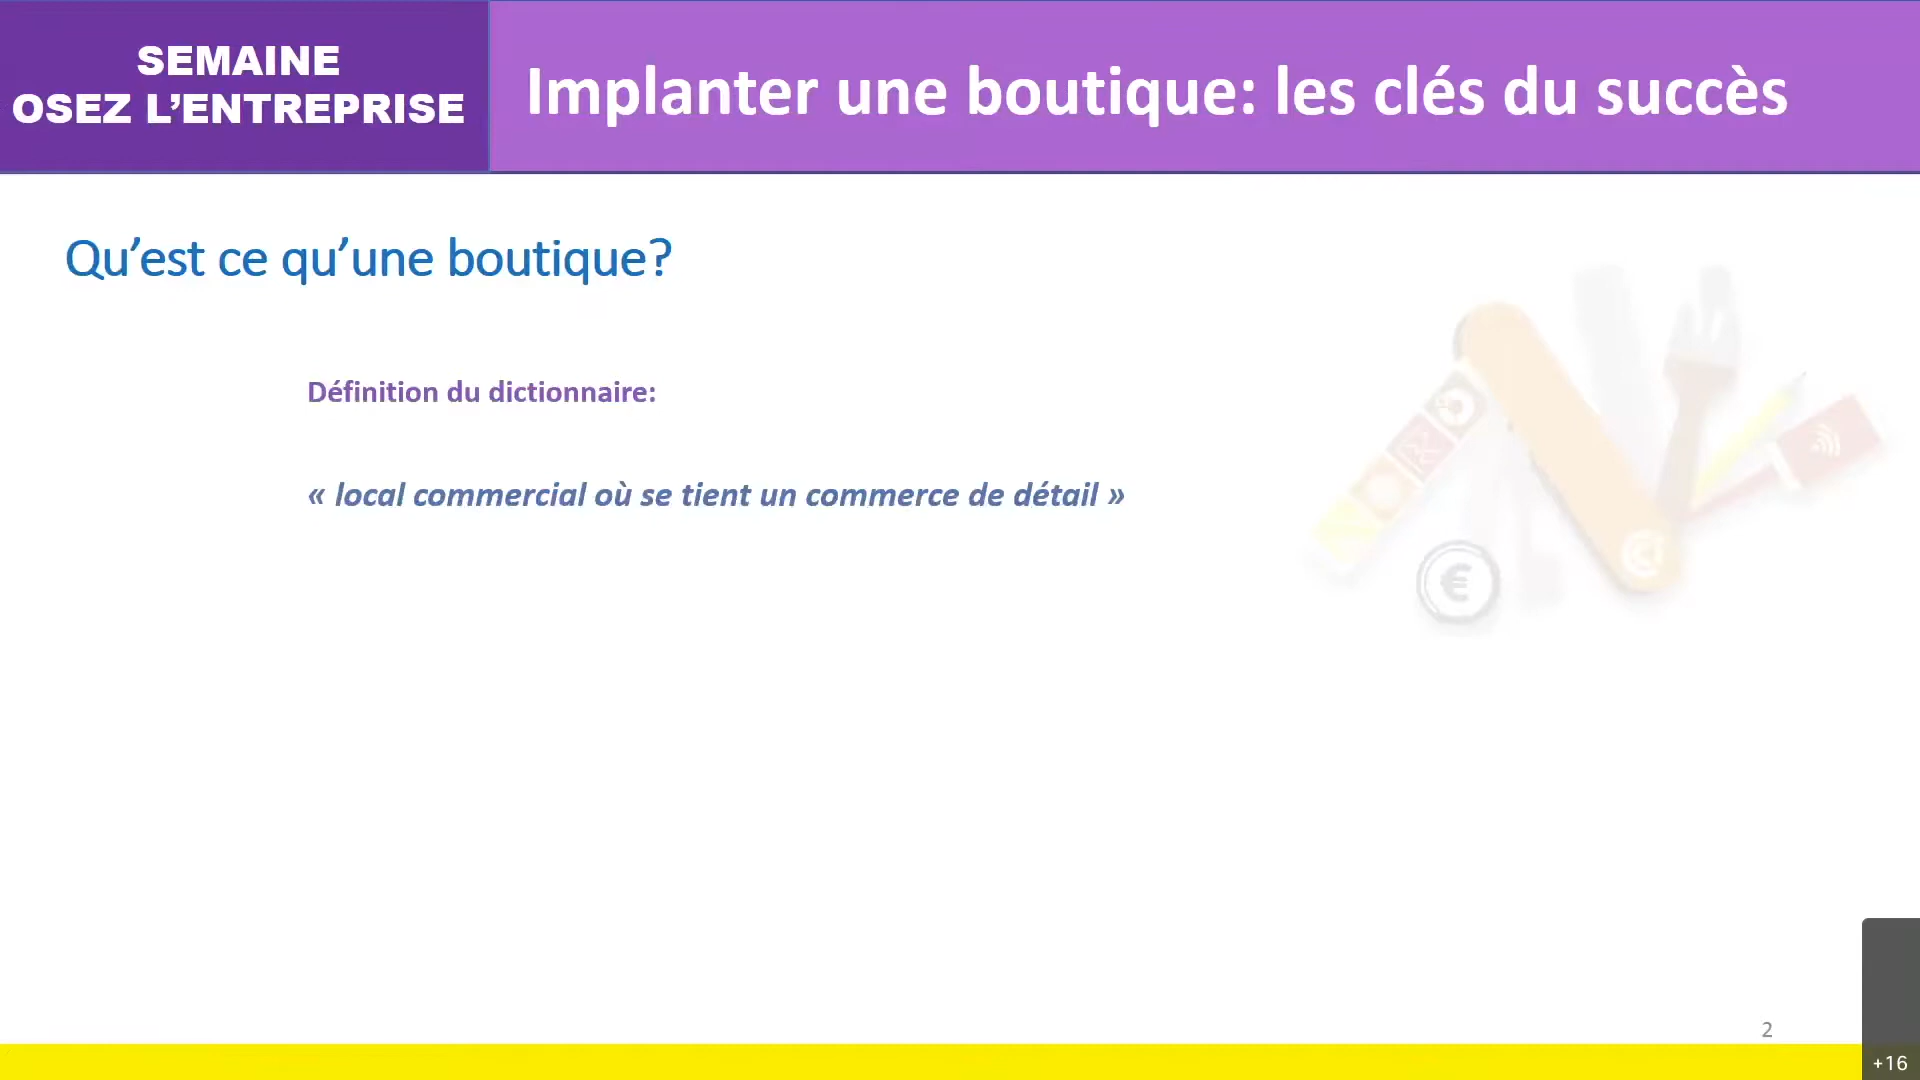 SEMAINE
OSEZ L’ENTREPRISE
Implanter une boutique: les clés du succès
Qu’est ce qu’une boutique?
Définition du dictionnaire:
« local commercial où se tient un commerce de détail »
€
CCI
2
+16